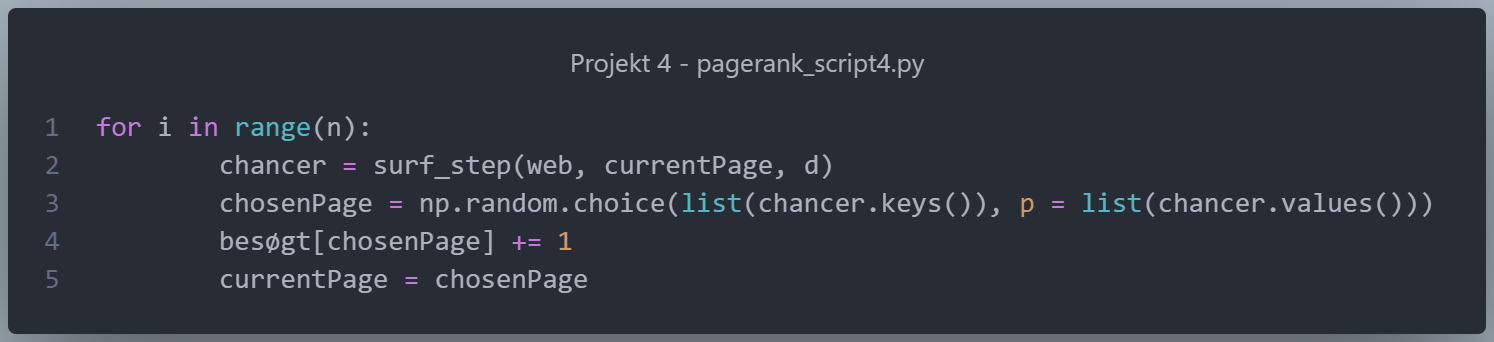 Projekt 4 - pagerank_script4.py
1 for i in range(n):
2 chancer = surf_step(web, currentPage, d)
3 chosenPage = np.random.choice(list(chancer.keys()), p = list(chancer.values()))
4 besøgt[chosenPage] += 1
5 currentPage = chosenPage